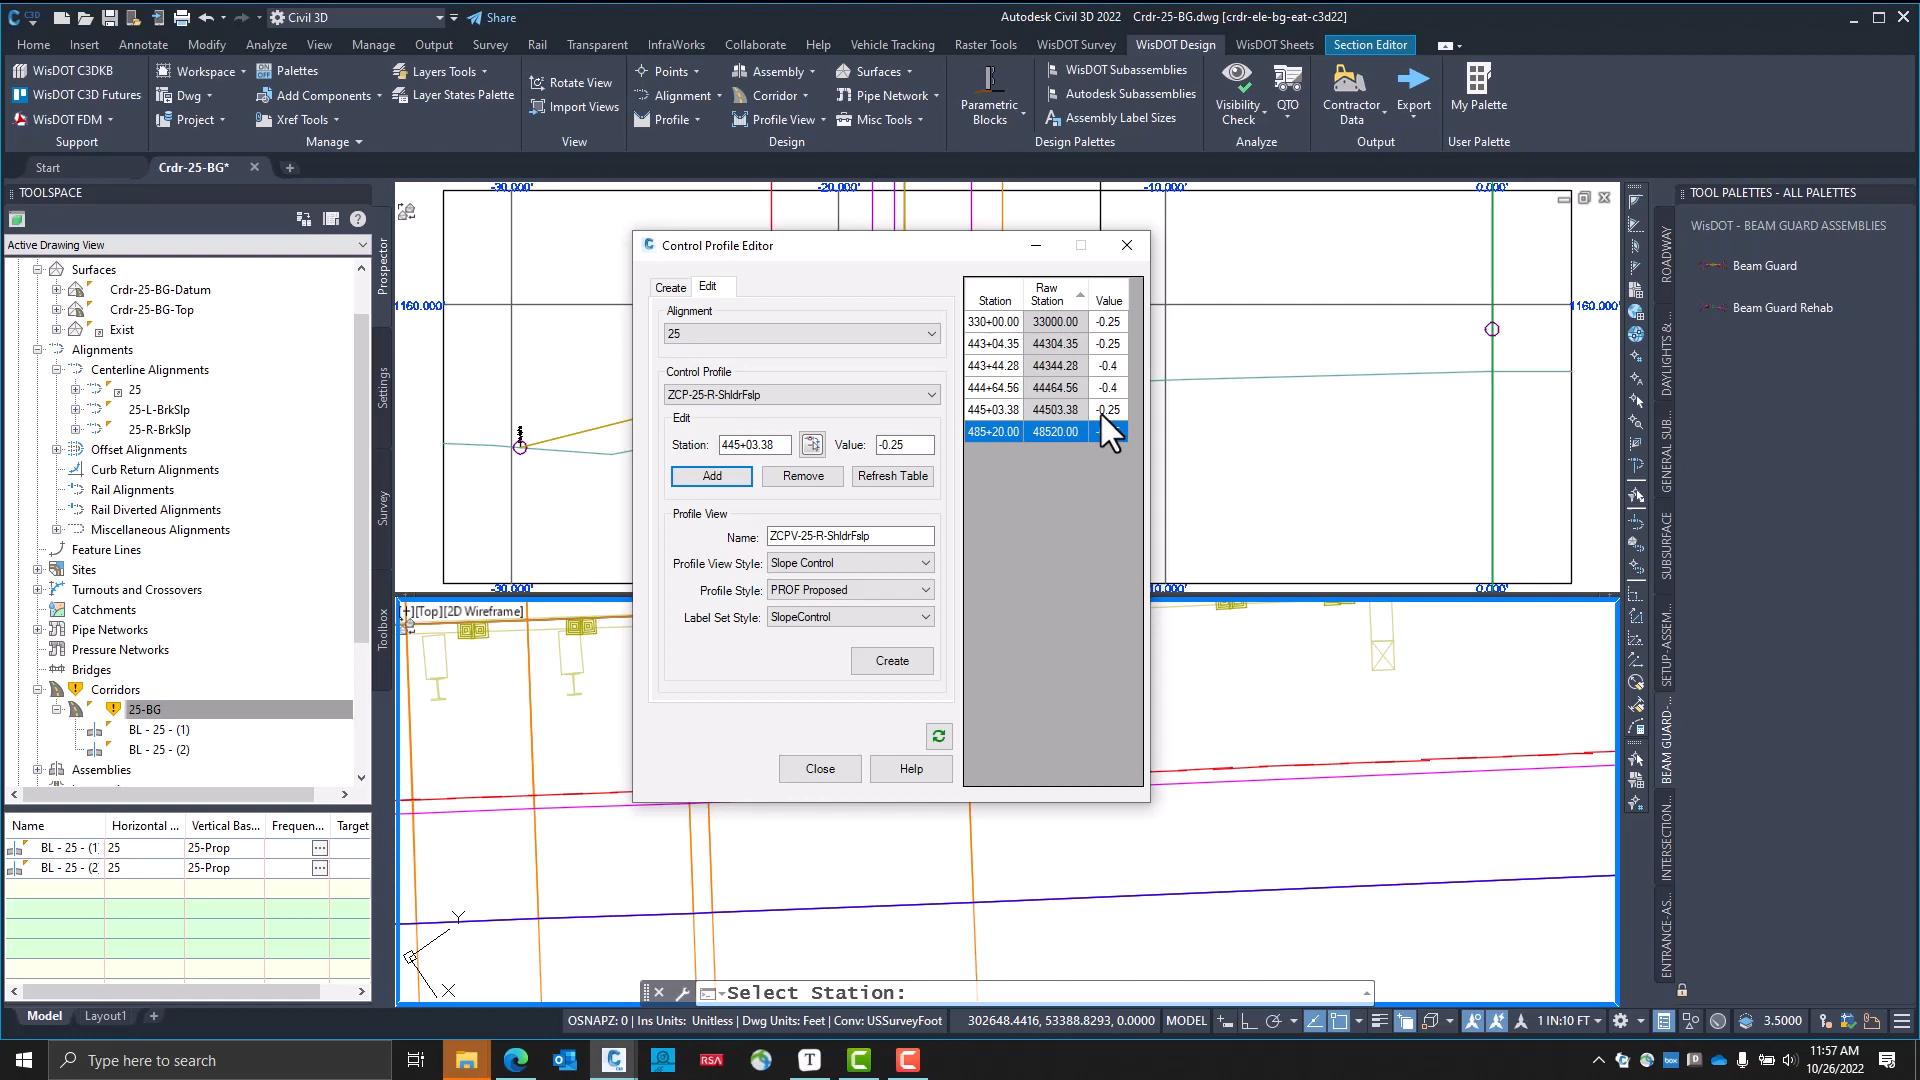 Civil 3D
Share
Autodesk Civil 3D 2022 Crdr-25-BG.dwg [crdr-ele-bg-eat-c3d22]
Home Insert Annotate Modify Analyze View Manage Output Survey Rail Transparent InfraWorks Collaborate Help Vehicle Tracking Raster Tools WisDOT Survey WisDOT Design WisDOT Sheets Section Editor
WisDOT C3DKB
WisDOT C3D Futures
WisDOT FDM
Support
Workspace
Dwg
Project
Palettes
Add Components
Xref Tools
Layers Tools
Layer States Palette
Manage
Rotate View
Import Views
View
Points
Alignment
Profile
Assembly
Corridor
Profile View
Surfaces
Pipe Network
Misc Tools
Design
Parametric
Blocks
WisDOT Subassemblies
Autodesk Subassemblies
Assembly Label Sizes
Design Palettes
Visibility
Check
QTO
Analyze
Contractor
Data
Export
Output
My Palette
User Palette
Start
Crdr-25-BG*
TOOLSPACE
Active Drawing View
Surfaces
Crdr-25-BG-Datum
Crdr-25-BG-Top
Exist
Alignments
Centerline Alignments
25
25-L-BrkSlp
25-R-BrkSlp
Offset Alignments
Curb Return Alignments
Rail Alignments
Rail Diverted Alignments
Miscellaneous Alignments
Feature Lines
Sites
Turnouts and Crossovers
Catchments
Pipe Networks
Pressure Networks
Bridges
Corridors
25-BG
BL - 25 - (1)
BL - 25 - (2)
Assemblies
Prospector
Settings
Survey
Toolbox
Name Horizontal ... Vertical Bas... Frequen... Target
BL - 25 - (1) 25 25-Prop
BL - 25 - (2 25 25-Prop
Model Layout1
-30.000' -20.000' -10.000' 0.000'
1160.000' 1160.000'
-30.000' 10.000' 0.000'
[+][Top][2D Wireframe]
Y
X
Control Profile Editor
Create Edit
Alignment
25
Control Profile
ZCP-25-R-ShldrFslp
Edit
Station: 445+03.38 Value: -0.25
Add Remove Refresh Table
Profile View
Name: ZCPV-25-R-ShldrFslp
Profile View Style: Slope Control
Profile Style: PROF Proposed
Label Set Style: SlopeControl
Create
Close Help
Station Raw Station Value
330+00.00 33000.00 -0.25
443+04.35 44304.35 -0.25
443+44.28 44344.28 -0.4
444+64.56 44464.56 -0.4
445+03.38 44503.38 -0.25
485+20.00 48520.00
Select Station:
TOOL PALETTES - ALL PALETTES
WisDOT - BEAM GUARD ASSEMBLIES
Beam Guard
Beam Guard Rehab
ROADWAY
DAYLIGHTS & ...
GENERAL SUB...
SUBSURFACE
SETUP-ASSEM...
BEAM GUARD-...
INTERSECTION...
ENTRANCE-AS...
OSNAPZ: 0 | Ins Units: Unitless | Dwg Units: Feet | Conv: USSurveyFoot 302648.4416, 53388.8293, 0.0000 MODEL 1 IN:10 FT 3.5000
Type here to search
RSA
T
11:57 AM
10/26/2022